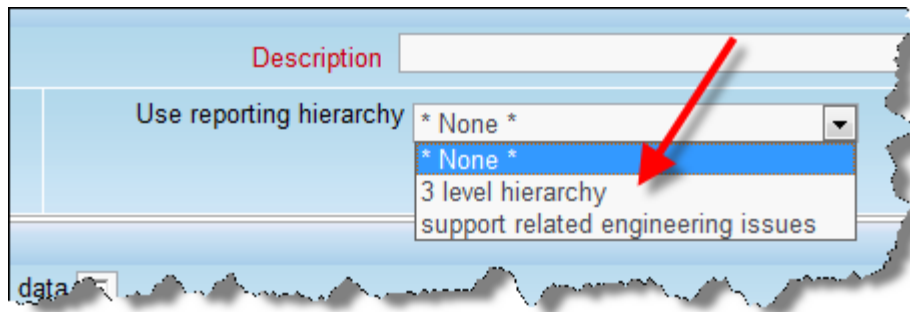 Description
Use reporting hierarchy * None *
* None *
3 level hierarchy
support related engineering issues
data